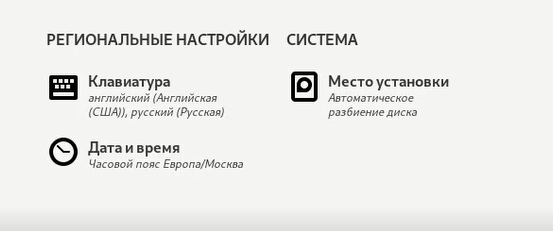 РЕГИОНАЛЬНЫЕ НАСТРОЙКИ
Клавиатура
английский (Английская
(США)), русский (Русская)
Дата и время
Часовой пояс Европа/Москва
СИСТЕМА
Место установки
Автоматическое
разбиение диска